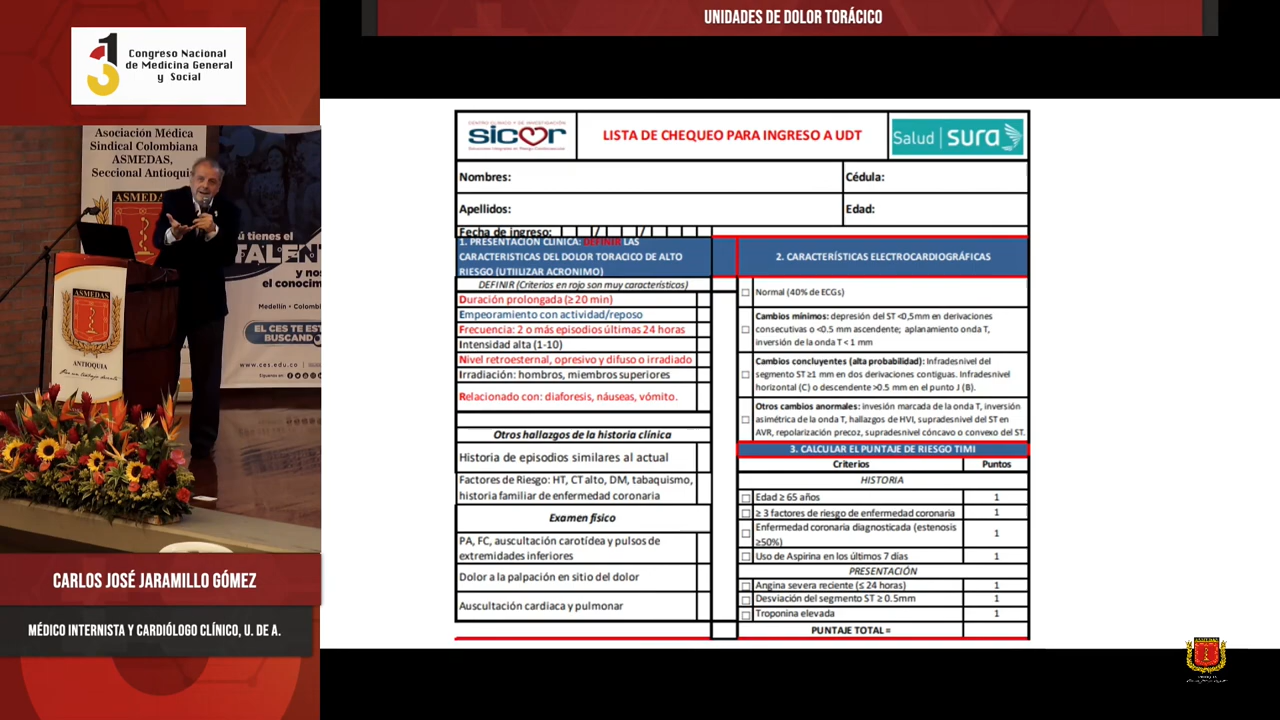 UNIDADES DE DOLOR TORÁCICO
13
Congreso Nacional
de Medicina General
y Social
Asociación Médica
Sindical Colombiana
ASMEDAS,
Seccional Antioquia
ASMEDAS
ú tienes el
TALEN
y nos
el conocim
Medellín • Colomb
EL CES TE EST
BUSCAND
www.ces.edu.co
ASMEDAS
ANTIOQUIA
CARLOS JOSÉ JARAMILLO GÓMEZ
MÉDICO INTERNISTA Y CARDIÓLOGO CLÍNICO, U. DE A.
sicor
LISTA DE CHEQUEO PARA INGRESO A UDT
Salud | sura
Nombres:
Cédula:
Apellidos:
Edad:
Fecha de ingreso:
1. PRESENTACION CLINICA: DEFINIR LAS
CARACTERISTICAS DEL DOLOR TORACICO DE ALTO
RIESGO (UTIILIZAR ACRONIMO)
DEFINIR (Criterios en rojo son muy característicos)
Duración prolongada (≥ 20 min)
Empeoramiento con actividad/reposo
Frecuencia: 2 o más episodios últimas 24 horas
Intensidad alta (1-10)
Nivel retroesternal, opresivo y difuso o irradiado
Irradiación: hombros, miembros superiores
Relacionado con: diaforesis, náuseas, vómito.
Otros hallazgos de la historia clínica
Historia de episodios similares al actual
Factores de Riesgo: HT, CT alto, DM, tabaquismo,
historia familiar de enfermedad coronaria
Examen físico
PA, FC, auscultación carotídea y pulsos de
extremidades inferiores
Dolor a la palpación en sitio del dolor
Auscultación cardiaca y pulmonar
2. CARACTERÍSTICAS ELECTROCARDIOGRÁFICAS
Normal (40% de ECGs)
Cambios mínimos: depresión del ST <0,5mm en derivaciones
consecutivas o <0.5 mm ascendente; aplanamiento onda T,
inversión de la onda T < 1 mm
Cambios concluyentes (alta probabilidad): Infradesnivel del
segmento ST ≥1 mm en dos derivaciones contiguas. Infradesnivel
horizontal (C) o descendente >0.5 mm en el punto J (B).
Otros cambios anormales: invesión marcada de la onda T, inversión
asimétrica de la onda T, hallazgos de HVI, supradesnivel del ST en
AVR, repolarización precoz, supradesnivel cóncavo o convexo del ST.
3. CALCULAR EL PUNTAJE DE RIESGO TIMI
Criterios Puntos
HISTORIA
Edad ≥ 65 años 1
≥ 3 factores de riesgo de enfermedad coronaria 1
Enfermedad coronaria diagnosticada (estenosis
≥50%) 1
Uso de Aspirina en los últimos 7 días 1
PRESENTACIÓN
Angina severa reciente (≤ 24 horas) 1
Desviación del segmento ST ≥ 0.5mm 1
Troponina elevada 1
PUNTAJE TOTAL =